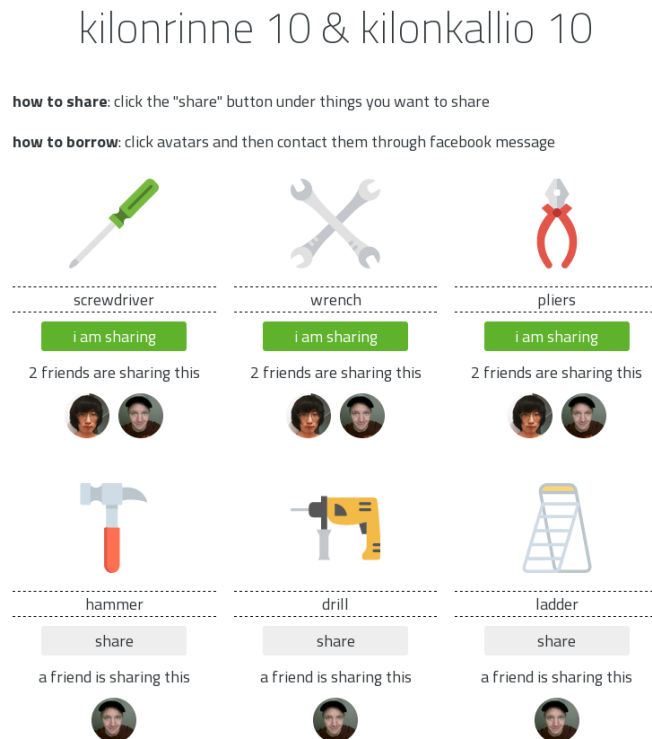 kilonrinne 10 & kilonkallio 10
how to share: click the "share" button under things you want to share
how to borrow: click avatars and then contact them through facebook message
screwdriver
wrench
pliers
i am sharing
i am sharing
i am sharing
2 friends are sharing this
2 friends are sharing this
2 friends are sharing this
hammer
drill
ladder
share
share
share
a friend is sharing this
a friend is sharing this
a friend is sharing this